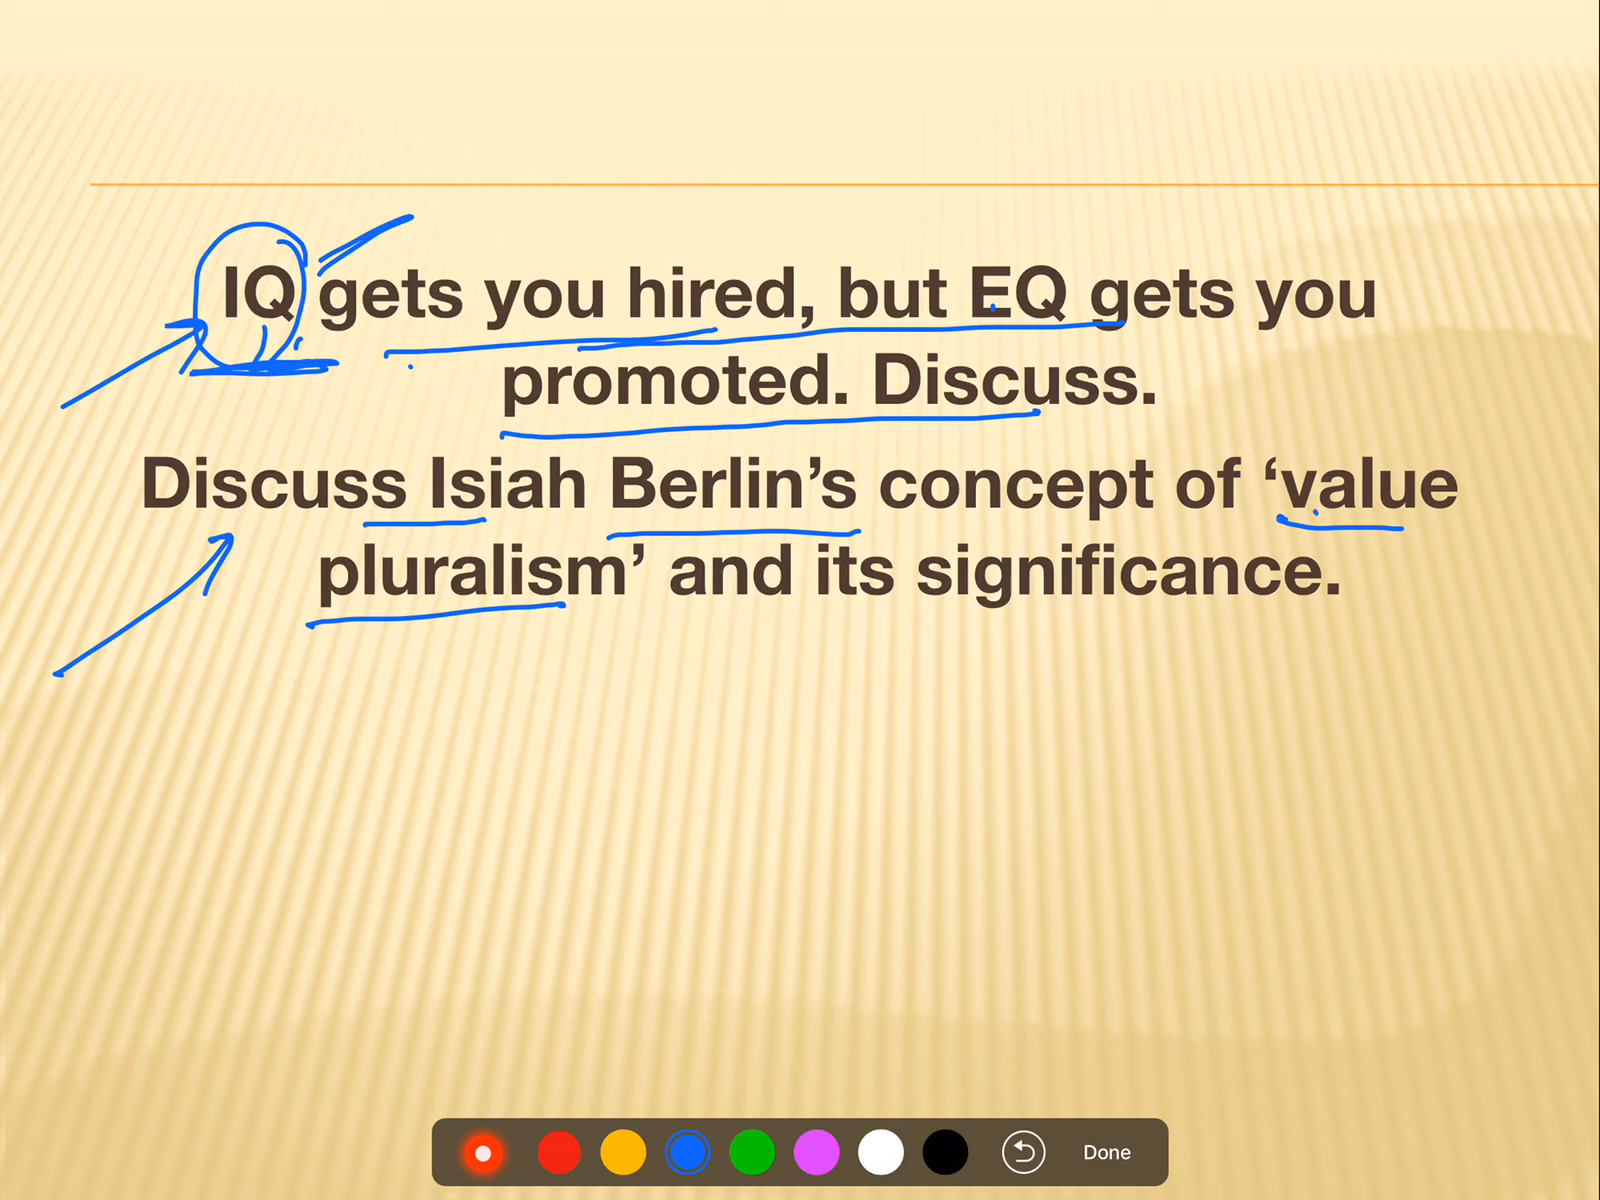 IQ gets you hired, but EQ gets you
promoted. Discuss.
Discuss Isiah Berlin’s concept of ‘value
pluralism’ and its significance.
Done